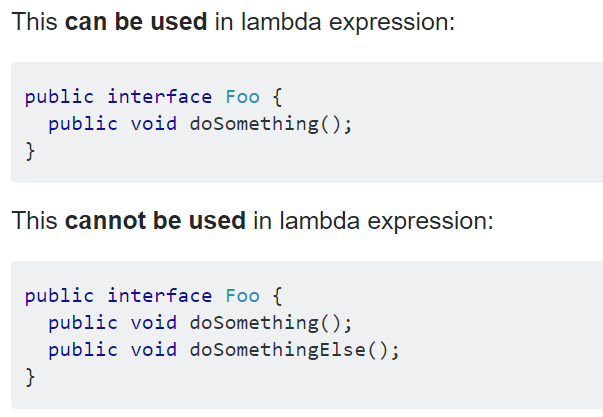 This can be used in lambda expression:
public interface Foo {
  public void doSomething();
}
This cannot be used in lambda expression:
public interface Foo {
  public void doSomething();
  public void doSomethingElse();
}